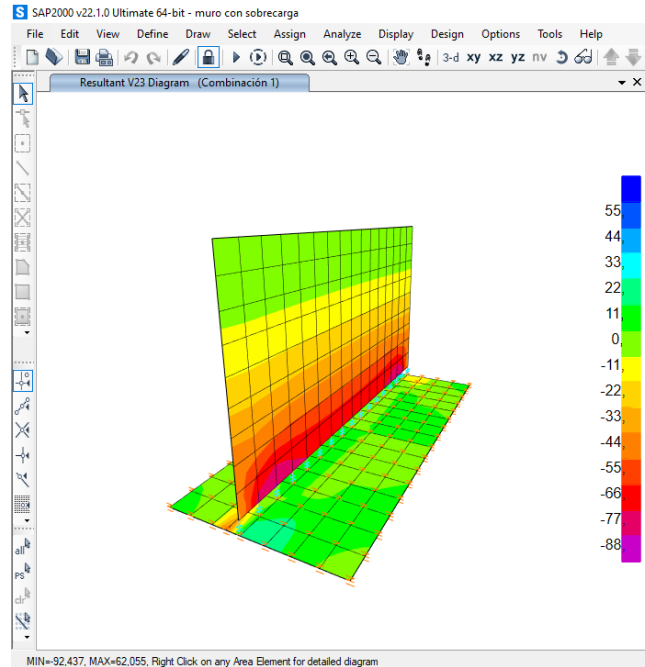 SAP2000 v22.1.0 Ultimate 64-bit - muro con sobrecarga
File Edit View Define Draw Select Assign Analyze Display Design Options Tools Help
3-d xy xz yz nv
Resultant V23 Diagram (Combinación 1)
55,
44,
33,
22,
11,
0,
-11,
-22,
-33,
-44,
-55,
-66,
-77,
-88,
all
PS
clr
MIN=-92,437, MAX=62,055, Right Click on any Area Element for detailed diagram